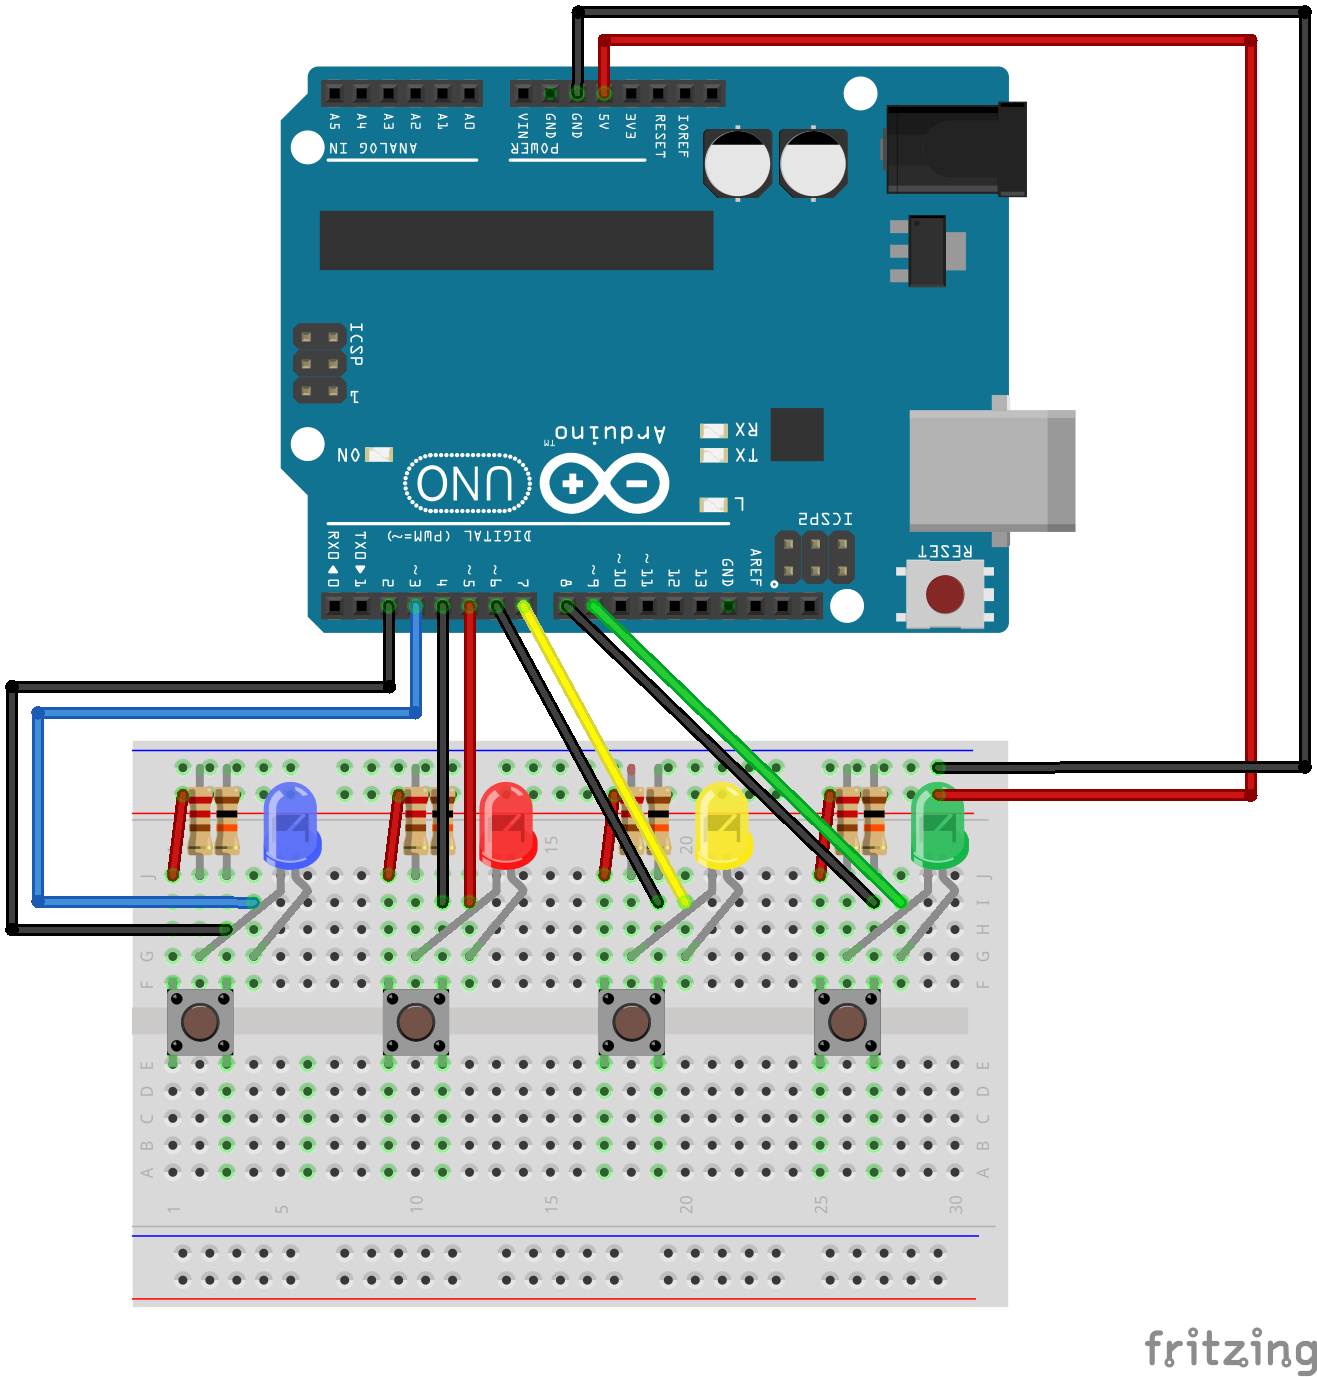 A5 A4 A3 A2 A1 A0
VIN GND GND 5V 3V3 RESET IOREF
ANALOG IN
POWER
ICSP
1
Arduino™
RX
TX
ON
UNO
L
ICSP2
DIGITAL (PWM=~)
RESET
RX0◀0 TX0▶1 2 ~3 4 ~5 ~6 7 8 ~9 ~10 ~11 12 13 GND AREF
15 20
J J
I
H
G G
F F
E E
D D
C C
B B
A A
1 5 10 15 20 25 30
fritzing